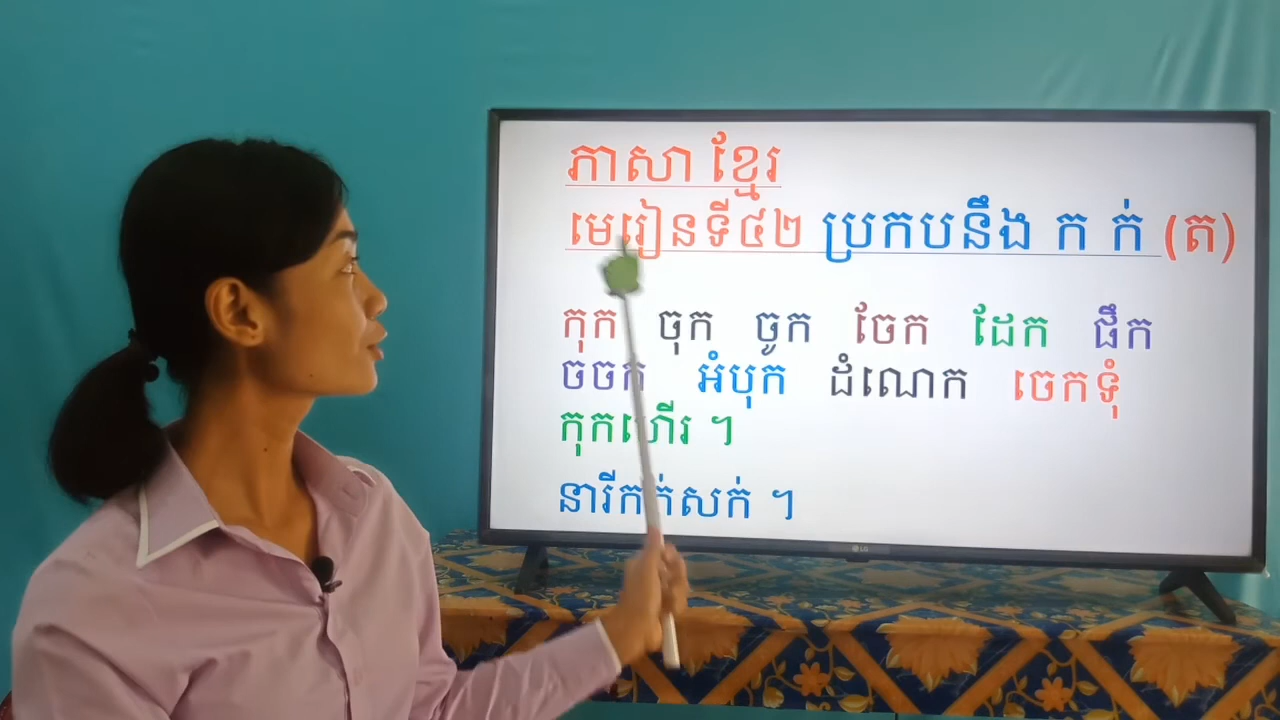 ភាសា ខ្មែរ
មេរៀនទី៤២ ប្រកបនឹង ក ក់ (ត)
កុក ចុក ចូក ចែក ដែក ផឹក
ចចក អំបុក ដំណេក ចេកទុំ
កុកហើរ ។
នារីកក់សក់ ។
LG